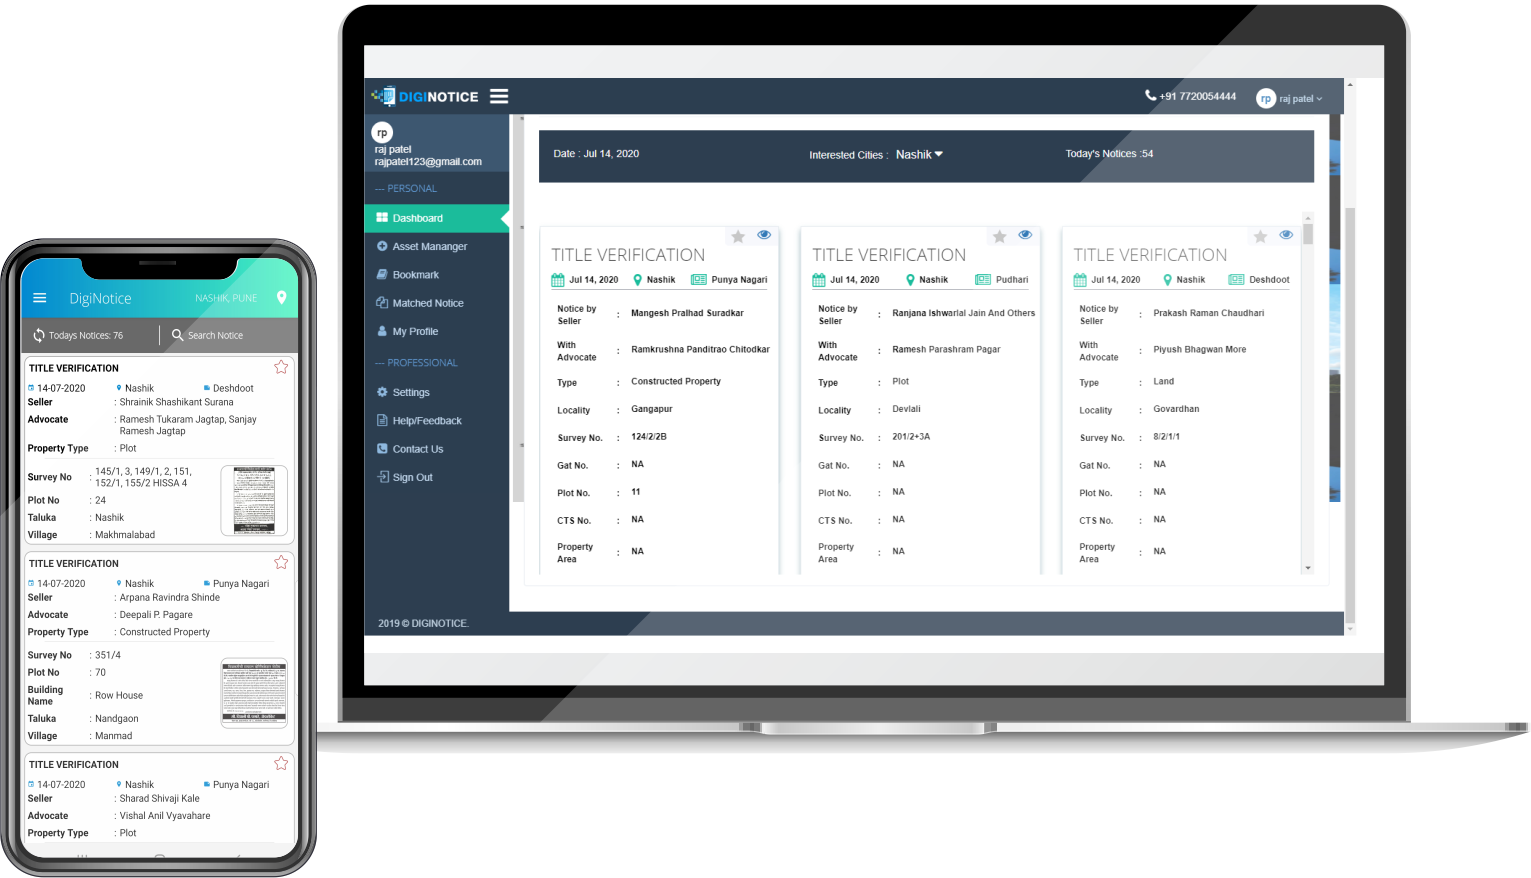 DigiNotice
NASHIK, PUNE
Todays Notices: 76
Search Notice
TITLE VERIFICATION
14-07-2020 Nashik Deshdoot
Seller : Shrainik Shashikant Surana
Advocate : Ramesh Tukaram Jagtap, Sanjay
Ramesh Jagtap
Property Type : Plot
Survey No : 145/1, 3, 149/1, 2, 151,
152/1, 155/2 HISSA 4
Plot No : 24
Taluka : Nashik
Village : Makhmalabad
TITLE VERIFICATION
14-07-2020 Nashik Punya Nagari
Seller : Arpana Ravindra Shinde
Advocate : Deepali P. Pagare
Property Type : Constructed Property
Survey No : 351/4
Plot No : 70
Building
Name : Row House
Taluka : Nandgaon
Village : Manmad
TITLE VERIFICATION
14-07-2020 Nashik Punya Nagari
Seller : Sharad Shivaji Kale
Advocate : Vishal Anil Vyavahare
Property Type : Plot
DIGINOTICE
+91 7720054444
rp raj patel
rp
raj patel
rajpatel123@gmail.com
--- PERSONAL
Dashboard
Asset Mananger
Bookmark
Matched Notice
My Profile
--- PROFESSIONAL
Settings
Help/Feedback
Contact Us
Sign Out
2019 © DIGINOTICE.
Date : Jul 14, 2020
Interested Cities : Nashik
Today's Notices :54
TITLE VERIFICATION
Jul 14, 2020 Nashik Punya Nagari
Notice by
Seller : Mangesh Pralhad Suradkar
With
Advocate : Ramkrushna Panditrao Chitodkar
Type : Constructed Property
Locality : Gangapur
Survey No. : 124/2/2B
Gat No. : NA
Plot No. : 11
CTS No. : NA
Property
Area : NA
TITLE VERIFICATION
Jul 14, 2020 Nashik Pudhari
Notice by
Seller : Ranjana Ishwarlal Jain And Others
With
Advocate : Ramesh Parashram Pagar
Type : Plot
Locality : Devlali
Survey No. : 201/2+3A
Gat No. : NA
Plot No. : NA
CTS No. : NA
Property
Area : NA
TITLE VERIFICATION
Jul 14, 2020 Nashik Deshdoot
Notice by
Seller : Prakash Raman Chaudhari
With
Advocate : Piyush Bhagwan More
Type : Land
Locality : Govardhan
Survey No. : 8/2/1/1
Gat No. : NA
Plot No. : NA
CTS No. : NA
Property
Area : NA